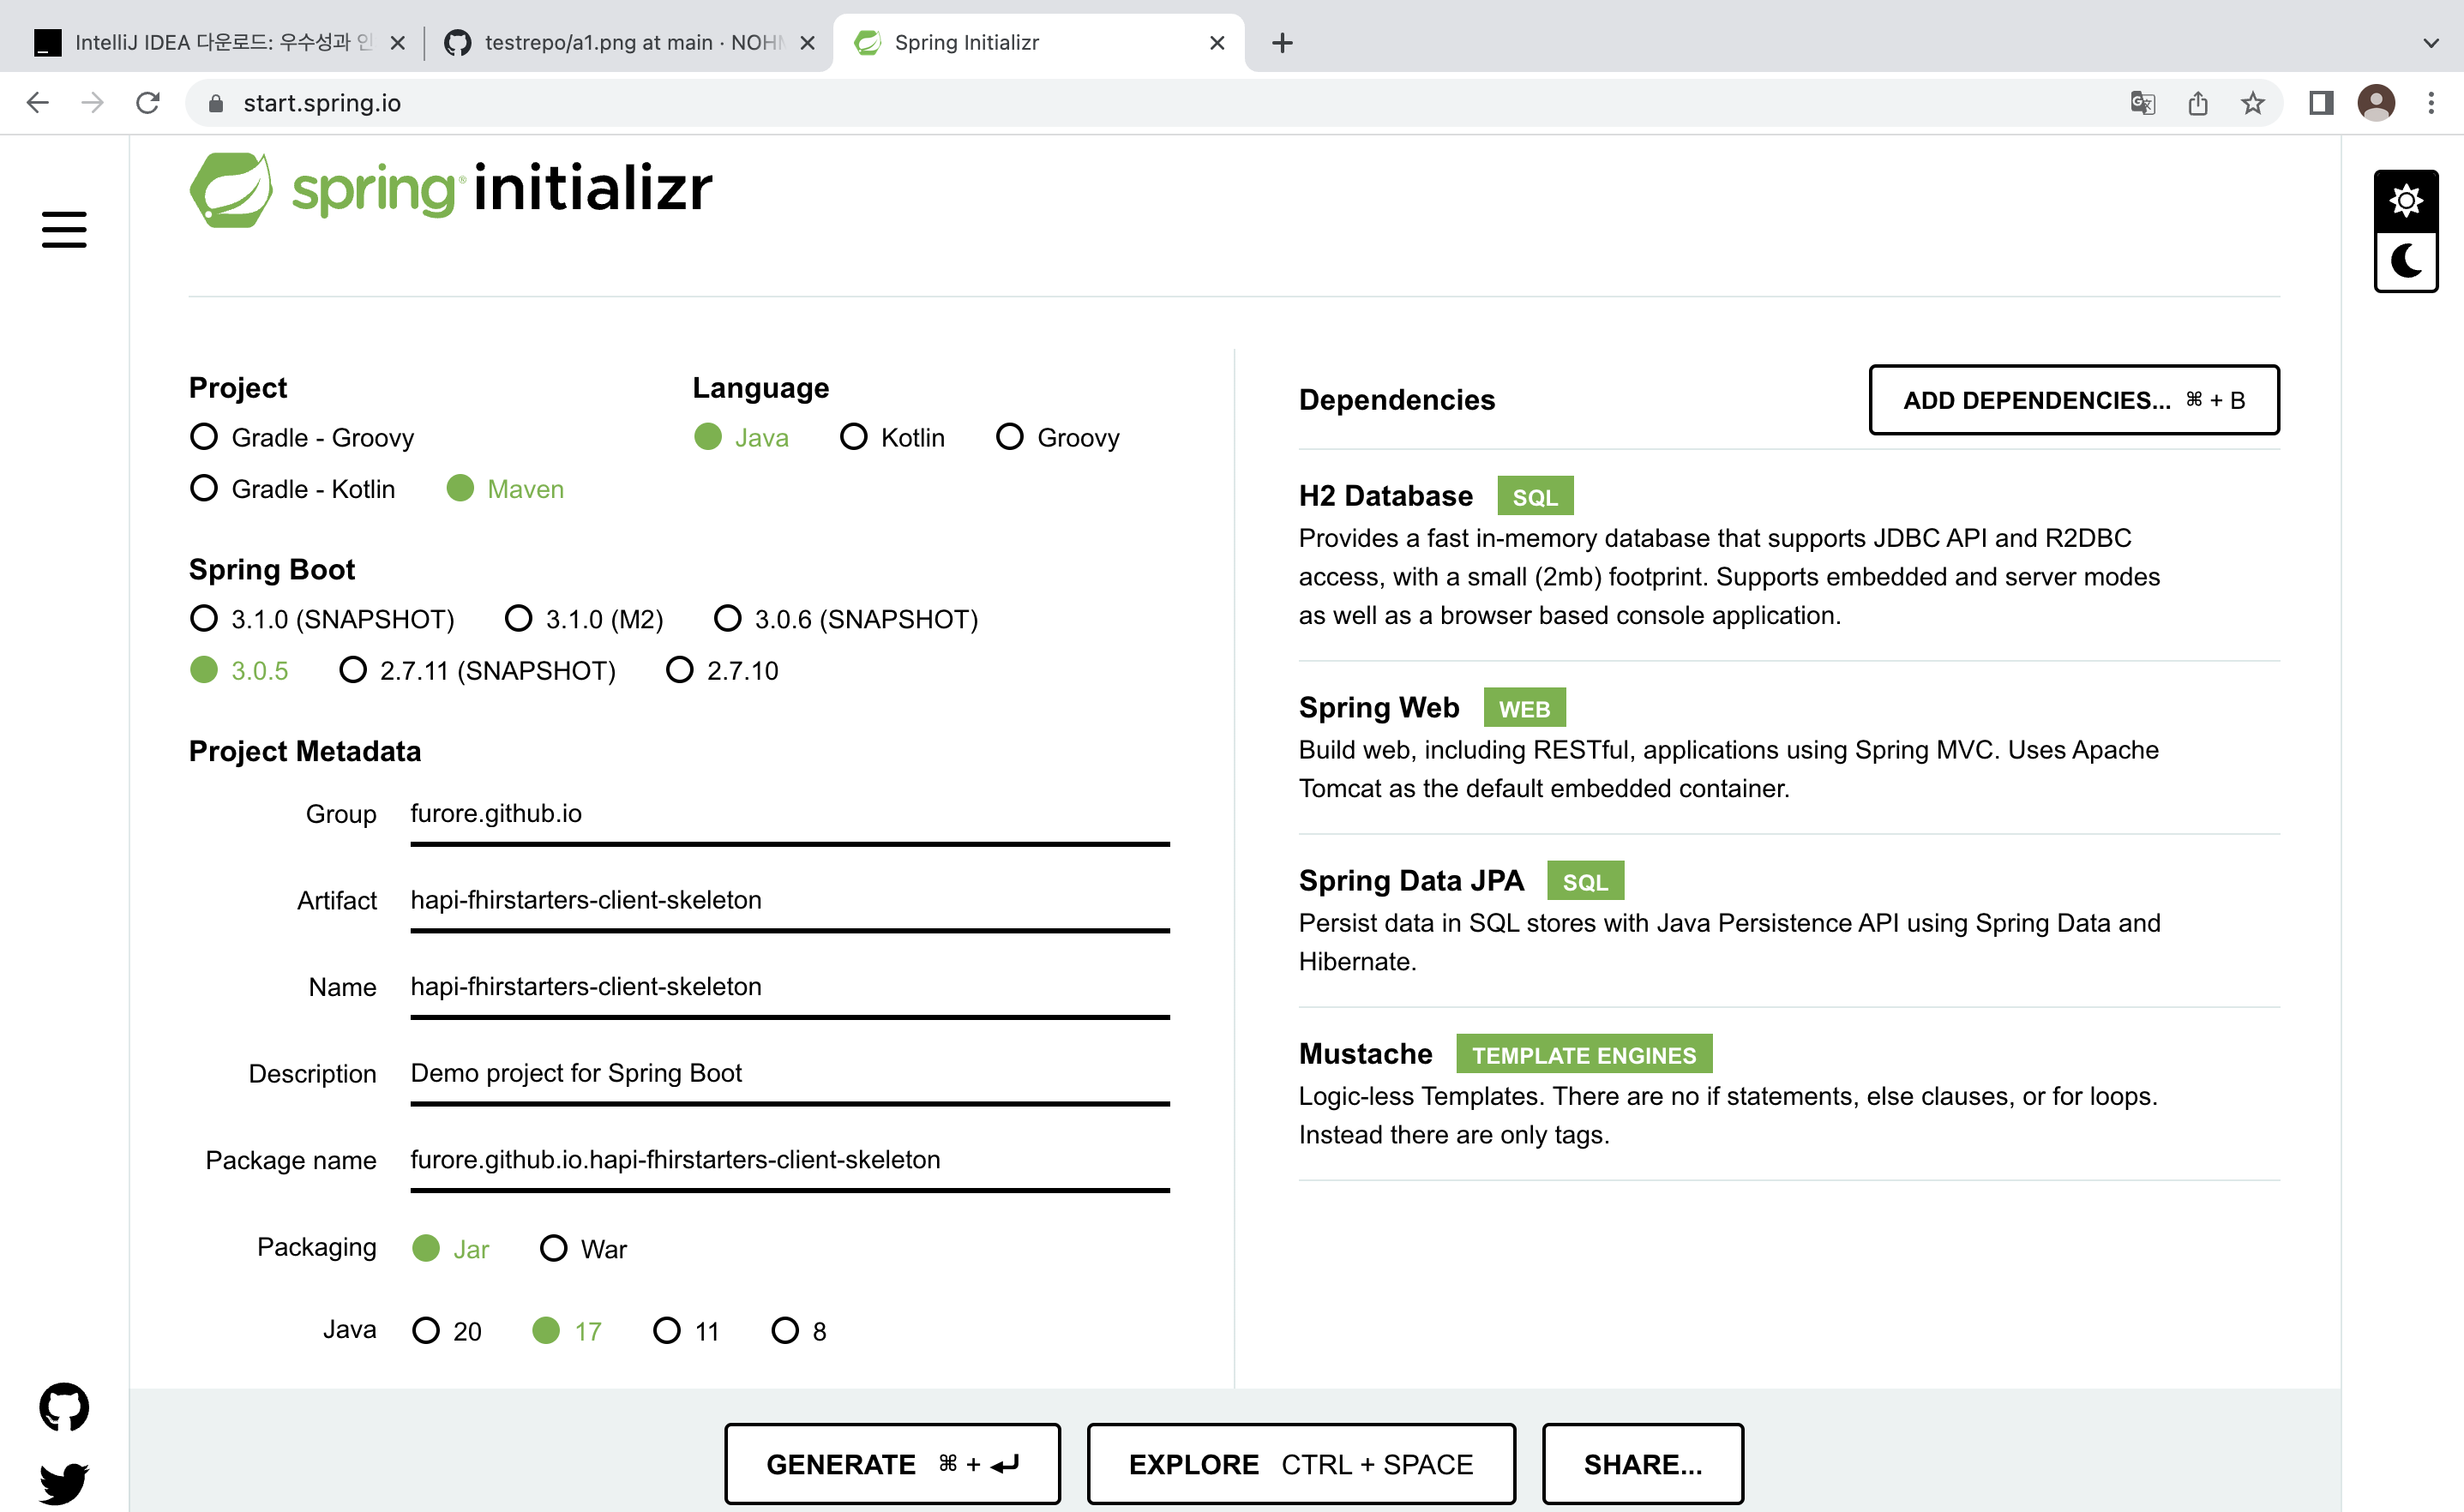 IntelliJ IDEA 다운로드: 우수성과 인
testrepo/a1.png at main · NOHM
Spring Initializr
start.spring.io
spring initializr
Project
Gradle - Groovy
Gradle - Kotlin Maven
Language
Java Kotlin Groovy
Spring Boot
3.1.0 (SNAPSHOT) 3.1.0 (M2) 3.0.6 (SNAPSHOT)
3.0.5 2.7.11 (SNAPSHOT) 2.7.10
Project Metadata
Group furore.github.io
Artifact hapi-fhirstarters-client-skeleton
Name hapi-fhirstarters-client-skeleton
Description Demo project for Spring Boot
Package name furore.github.io.hapi-fhirstarters-client-skeleton
Packaging Jar War
Java 20 17 11 8
Dependencies
ADD DEPENDENCIES... ⌘ + B
H2 Database SQL
Provides a fast in-memory database that supports JDBC API and R2DBC
access, with a small (2mb) footprint. Supports embedded and server modes
as well as a browser based console application.
Spring Web WEB
Build web, including RESTful, applications using Spring MVC. Uses Apache
Tomcat as the default embedded container.
Spring Data JPA SQL
Persist data in SQL stores with Java Persistence API using Spring Data and
Hibernate.
Mustache TEMPLATE ENGINES
Logic-less Templates. There are no if statements, else clauses, or for loops.
Instead there are only tags.
GENERATE ⌘ + ↵
EXPLORE CTRL + SPACE
SHARE...